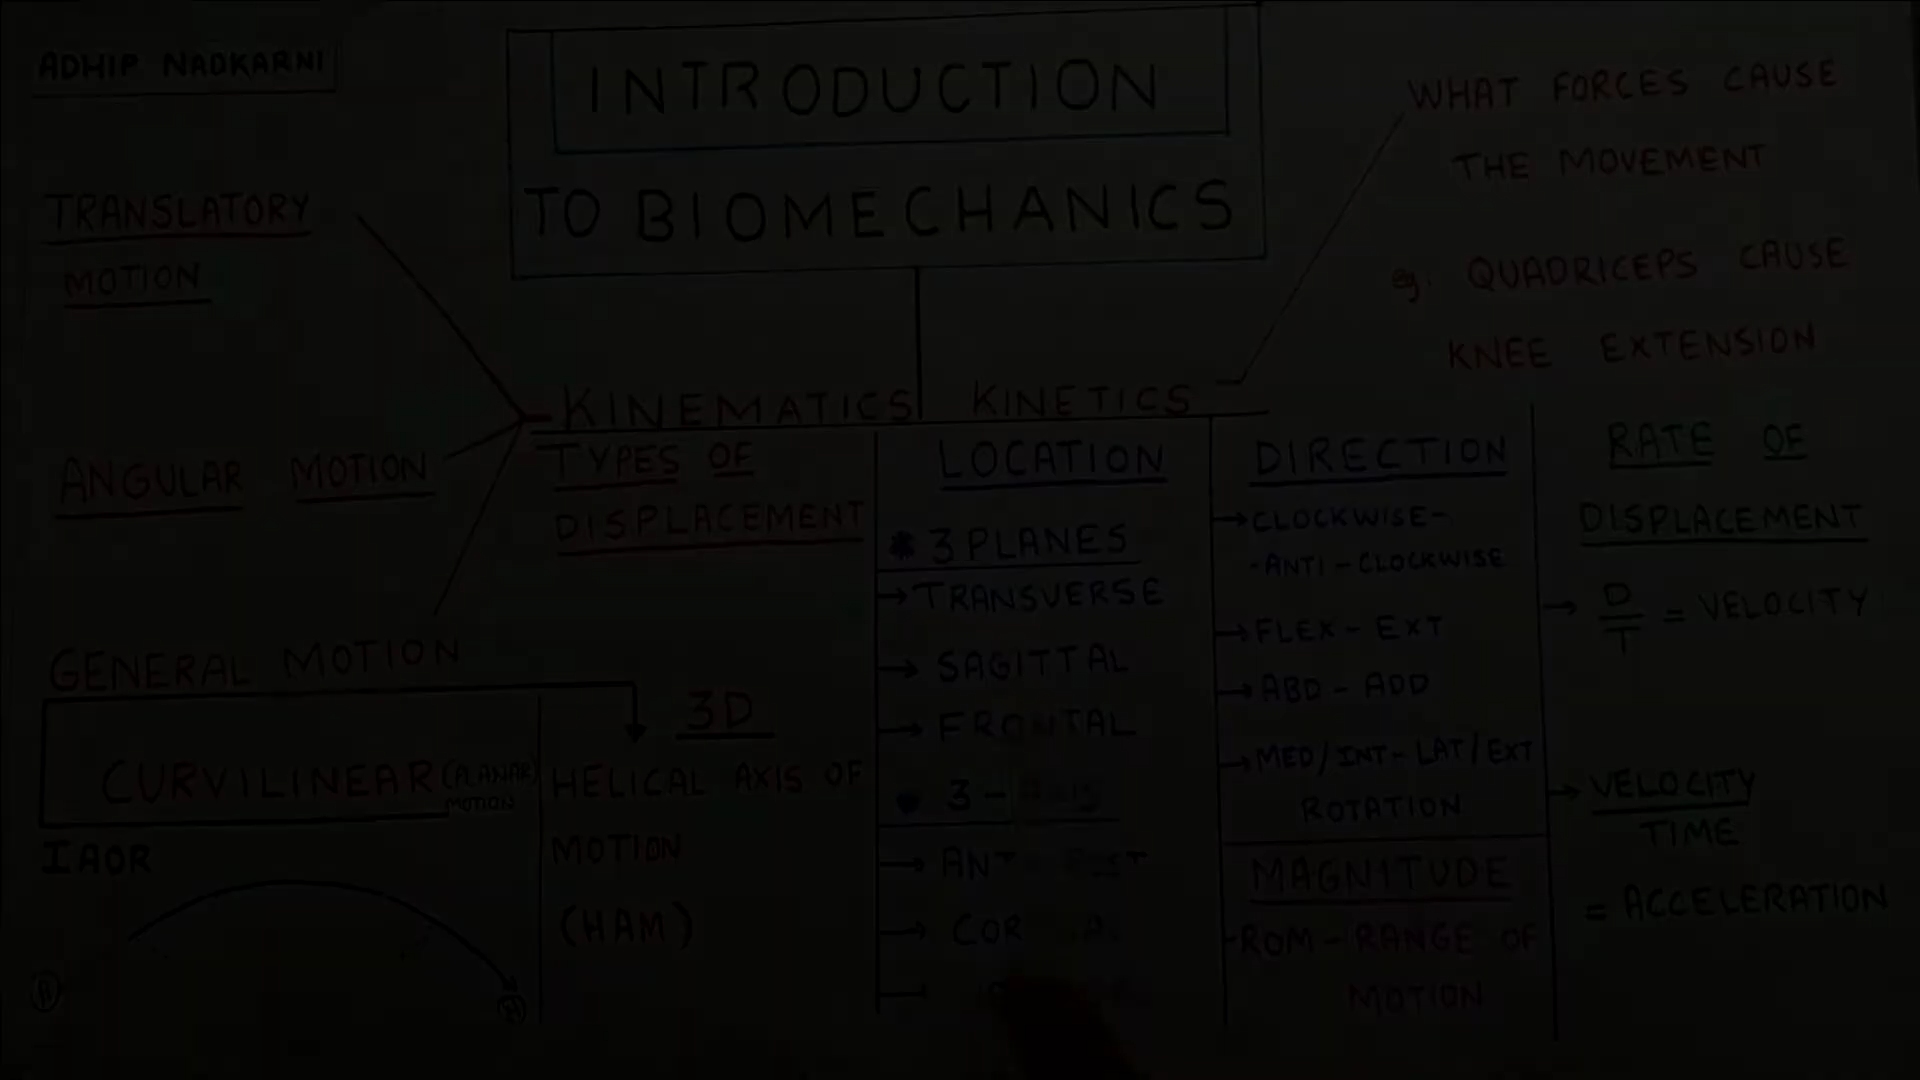 ADHIP NADKARNI
INTRODUCTION
TO BIOMECHANICS
WHAT FORCES CAUSE
THE MOVEMENT
eg. QUADRICEPS CAUSE
KNEE EXTENSION
TRANSLATORY
MOTION
ANGULAR MOTION
GENERAL MOTION
CURVILINEAR (PLANAR
MOTION
IAOR
A
A
3D
HELICAL AXIS OF
MOTION
(HAM)
KINEMATICS
KINETICS
TYPES OF
DISPLACEMENT
LOCATION
* 3 PLANES
→ TRANSVERSE
→ SAGITTAL
→ FRONTAL
3 - AXIS
→ ANT
→ COR
DIRECTION
→ CLOCKWISE-
-ANTI-CLOCKWISE
→ FLEX - EXT
→ ABD - ADD
→ MED/INT-LAT/EXT
ROTATION
MAGNITUDE
-ROM - RANGE OF
MOTION
RATE OF
DISPLACEMENT
→ D
T
= VELOCITY
→ VELOCITY
TIME
= ACCELERATION